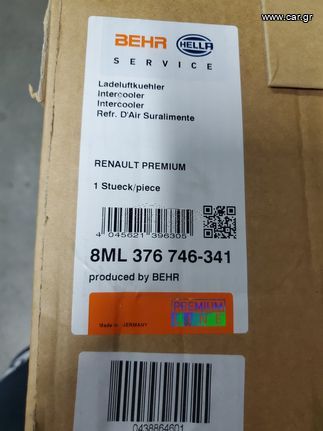 www.car.gr
BEHR HELLA
SERVICE
Ladeluftkuehler
Intercooler
Intercooler
Refr. D'Air Suralimente
RENAULT PREMIUM
1 Stueck/piece
4 045621 396305
8ML 376 746-341
produced by BEHR
PREMIUM
LINE
Made in GERMANY
0438864601